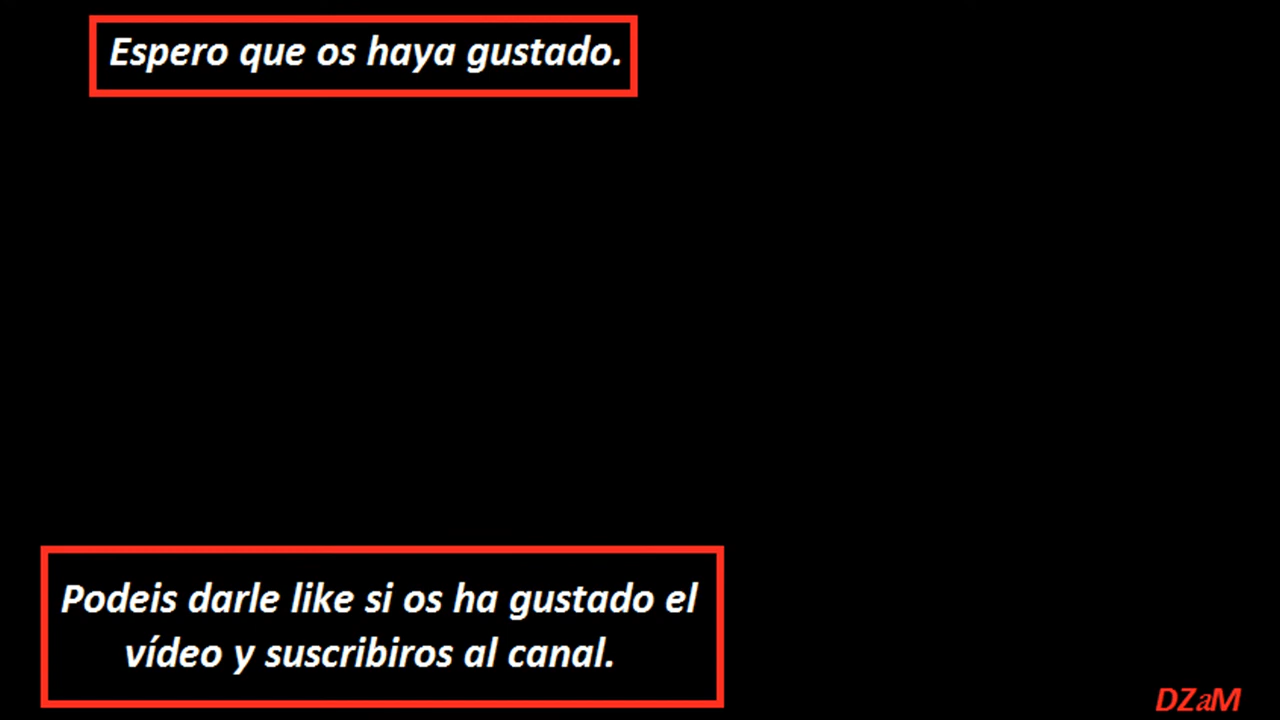 Espero que os haya gustado.
Podeis darle like si os ha gustado el
vídeo y suscribiros al canal.
DZaM